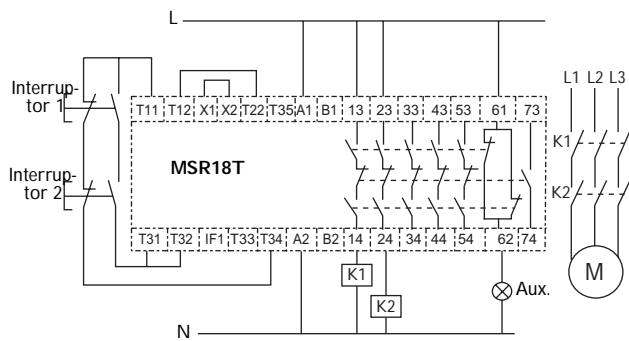 L
Interrup-
tor 1
T11 T12 X1 X2 T22 T35 A1 B1 13 23 33 43 53 61 73
L1 L2 L3
K1
MSR18T
Interrup-
tor 2
K2
T31 T32 IF1 T33 T34 A2 B2 14 24 34 44 54 62 74
K1
M
K2
Aux.
N